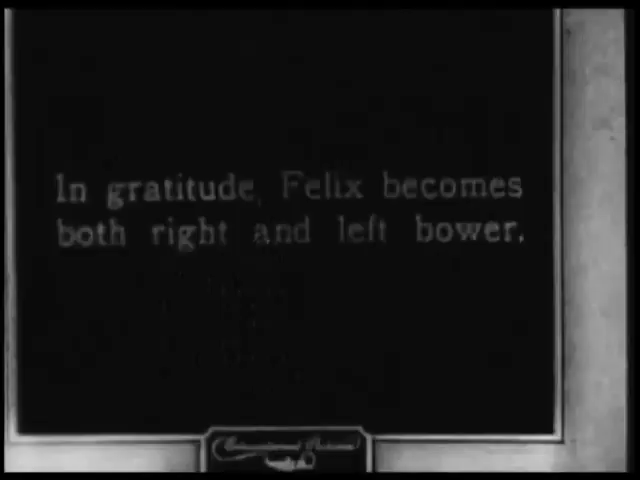 In gratitude, Felix becomes
both right and left bower.